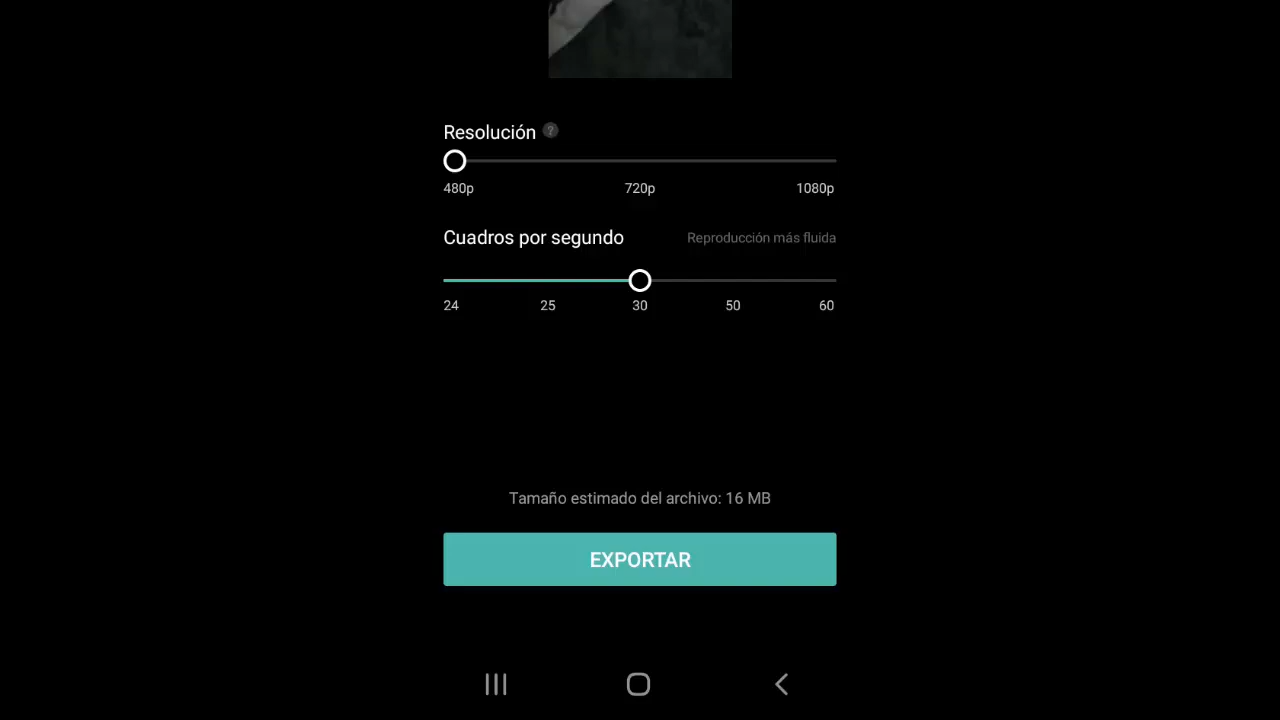 Resolución ?
480p 720p 1080p
Cuadros por segundo Reproducción más fluida
24 25 30 50 60
Tamaño estimado del archivo: 16 MB
EXPORTAR